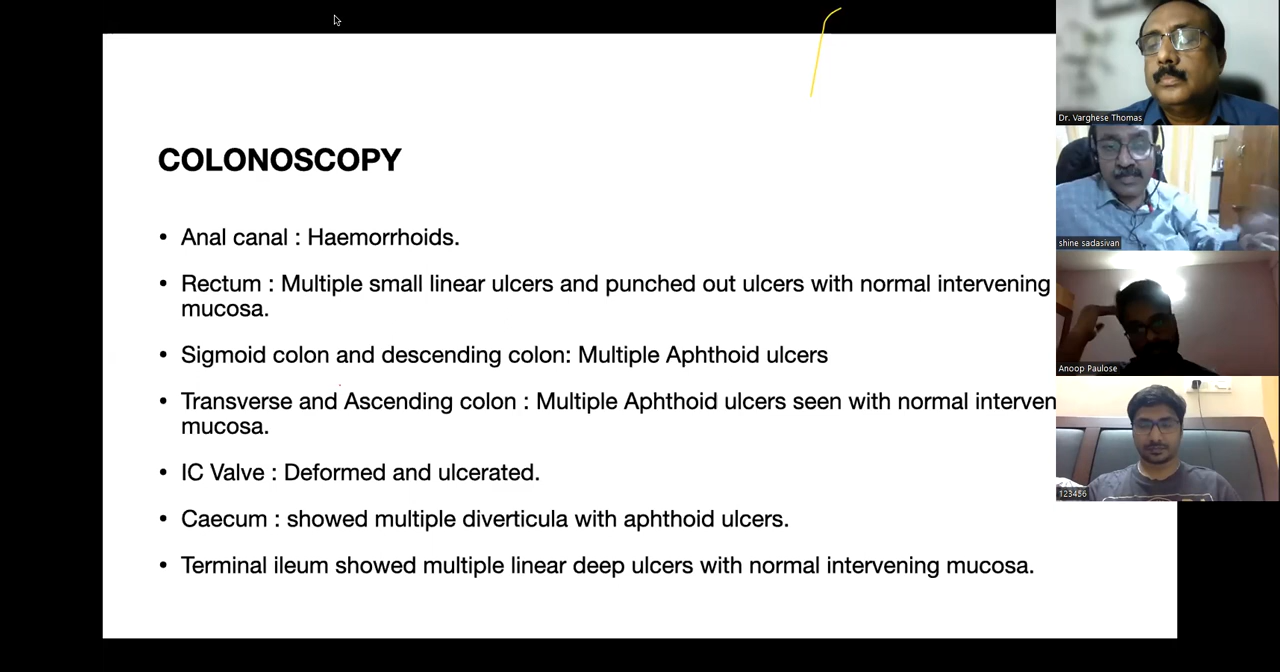 COLONOSCOPY
• Anal canal : Haemorrhoids.
• Rectum : Multiple small linear ulcers and punched out ulcers with normal intervening
mucosa.
• Sigmoid colon and descending colon: Multiple Aphthoid ulcers
• Transverse and Ascending colon : Multiple Aphthoid ulcers seen with normal interven
mucosa.
• IC Valve : Deformed and ulcerated.
• Caecum : showed multiple diverticula with aphthoid ulcers.
• Terminal ileum showed multiple linear deep ulcers with normal intervening mucosa.
Dr. Varghese Thomas
shine sadasivan
Anoop Paulose
123456